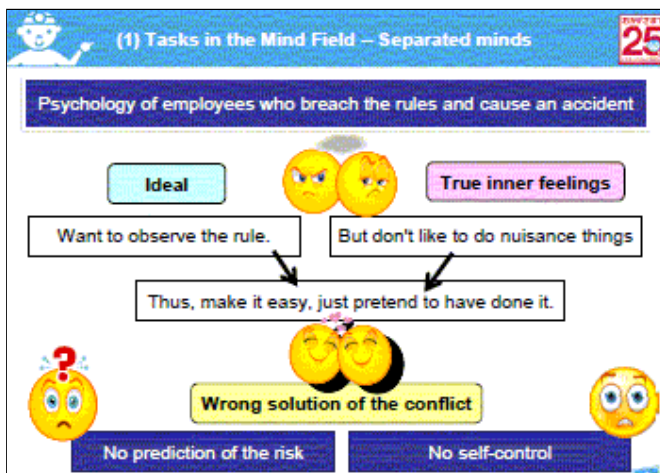 (1) Tasks in the Mind Field – Separated minds
25
Psychology of employees who breach the rules and cause an accident
Ideal
True inner feelings
Want to observe the rule.
But don't like to do nuisance things
Thus, make it easy, just pretend to have done it.
?
Wrong solution of the conflict
No prediction of the risk
No self-control